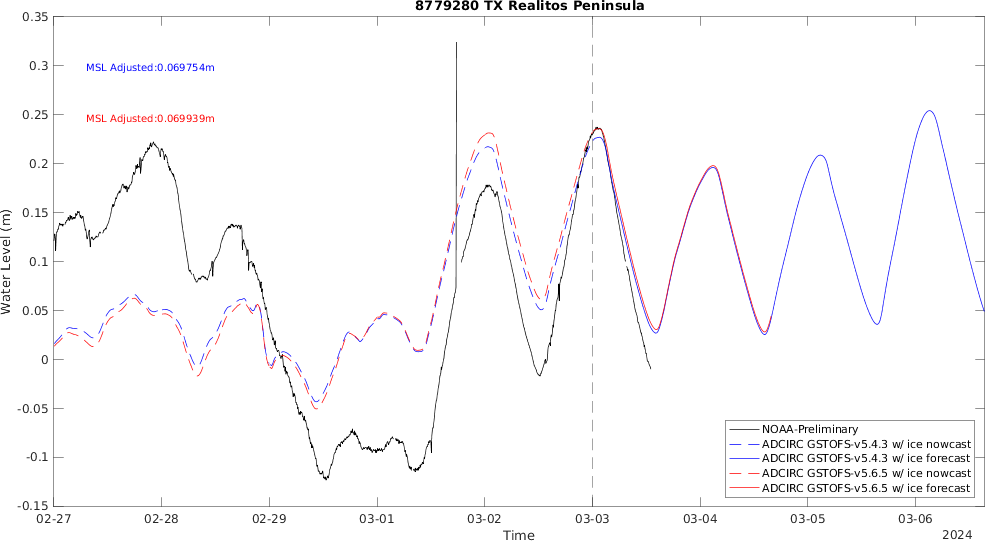 8779280 TX Realitos Peninsula
0.35
0.3
0.25
0.2
0.15
0.1
0.05
0
-0.05
-0.1
-0.15
Water Level (m)
MSL Adjusted:0.069754m
MSL Adjusted:0.069939m
NOAA-Preliminary
ADCIRC GSTOFS-v5.4.3 w/ ice nowcast
ADCIRC GSTOFS-v5.4.3 w/ ice forecast
ADCIRC GSTOFS-v5.6.5 w/ ice nowcast
ADCIRC GSTOFS-v5.6.5 w/ ice forecast
02-27 02-28 02-29 03-01 03-02 03-03 03-04 03-05 03-06
Time
2024